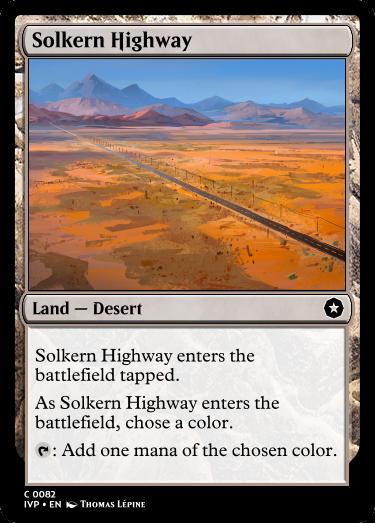 Solkern Highway
Land — Desert
Solkern Highway enters the
battlefield tapped.
As Solkern Highway enters the
battlefield, chose a color.
: Add one mana of the chosen color.
C 0082
IVP • EN Thomas Lépine